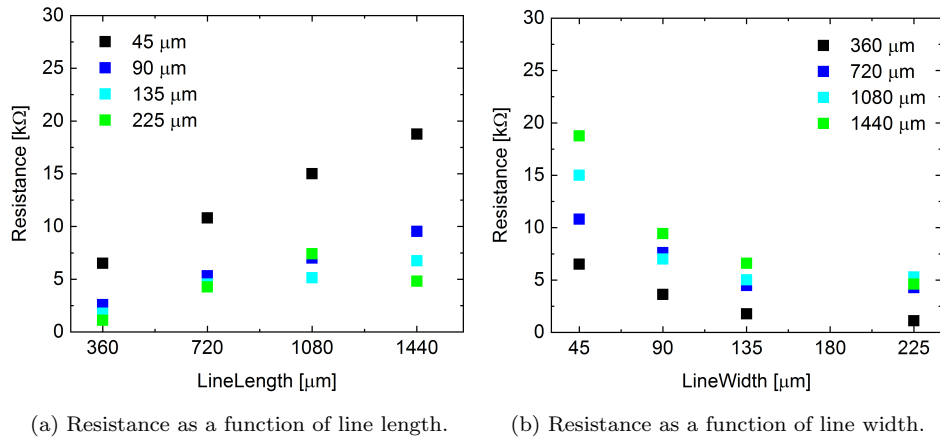 30
25
20
15
10
5
0
Resistance [kΩ]
45 μm
90 μm
135 μm
225 μm
360 720 1080 1440
LineLength [μm]
(a) Resistance as a function of line length.
30
25
20
15
10
5
0
Resistance [kΩ]
360 μm
720 μm
1080 μm
1440 μm
45 90 135 180 225
LineWidth [μm]
(b) Resistance as a function of line width.